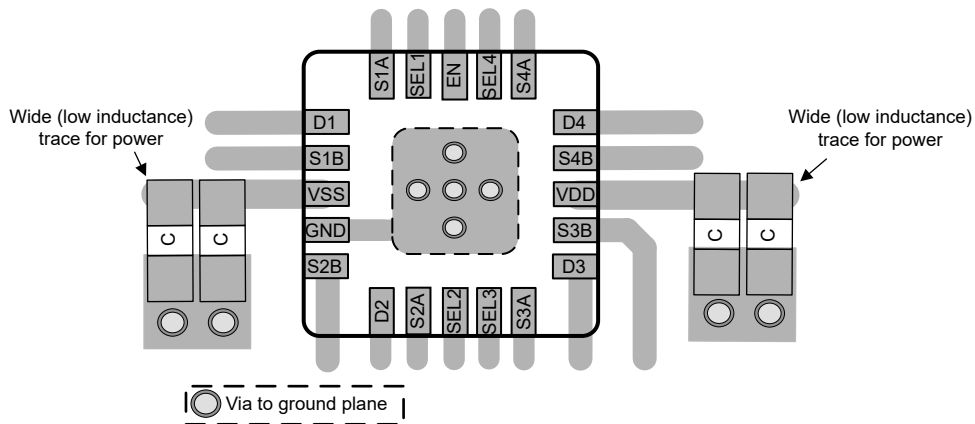 S1A
SEL1
EN
SEL4
S4A
Wide (low inductance)
trace for power
Wide (low inductance)
trace for power
D1
D4
S1B
S4B
VSS
VDD
GND
S3B
S2B
D3
C
C
C
C
D2
S2A
SEL2
SEL3
S3A
Via to ground plane